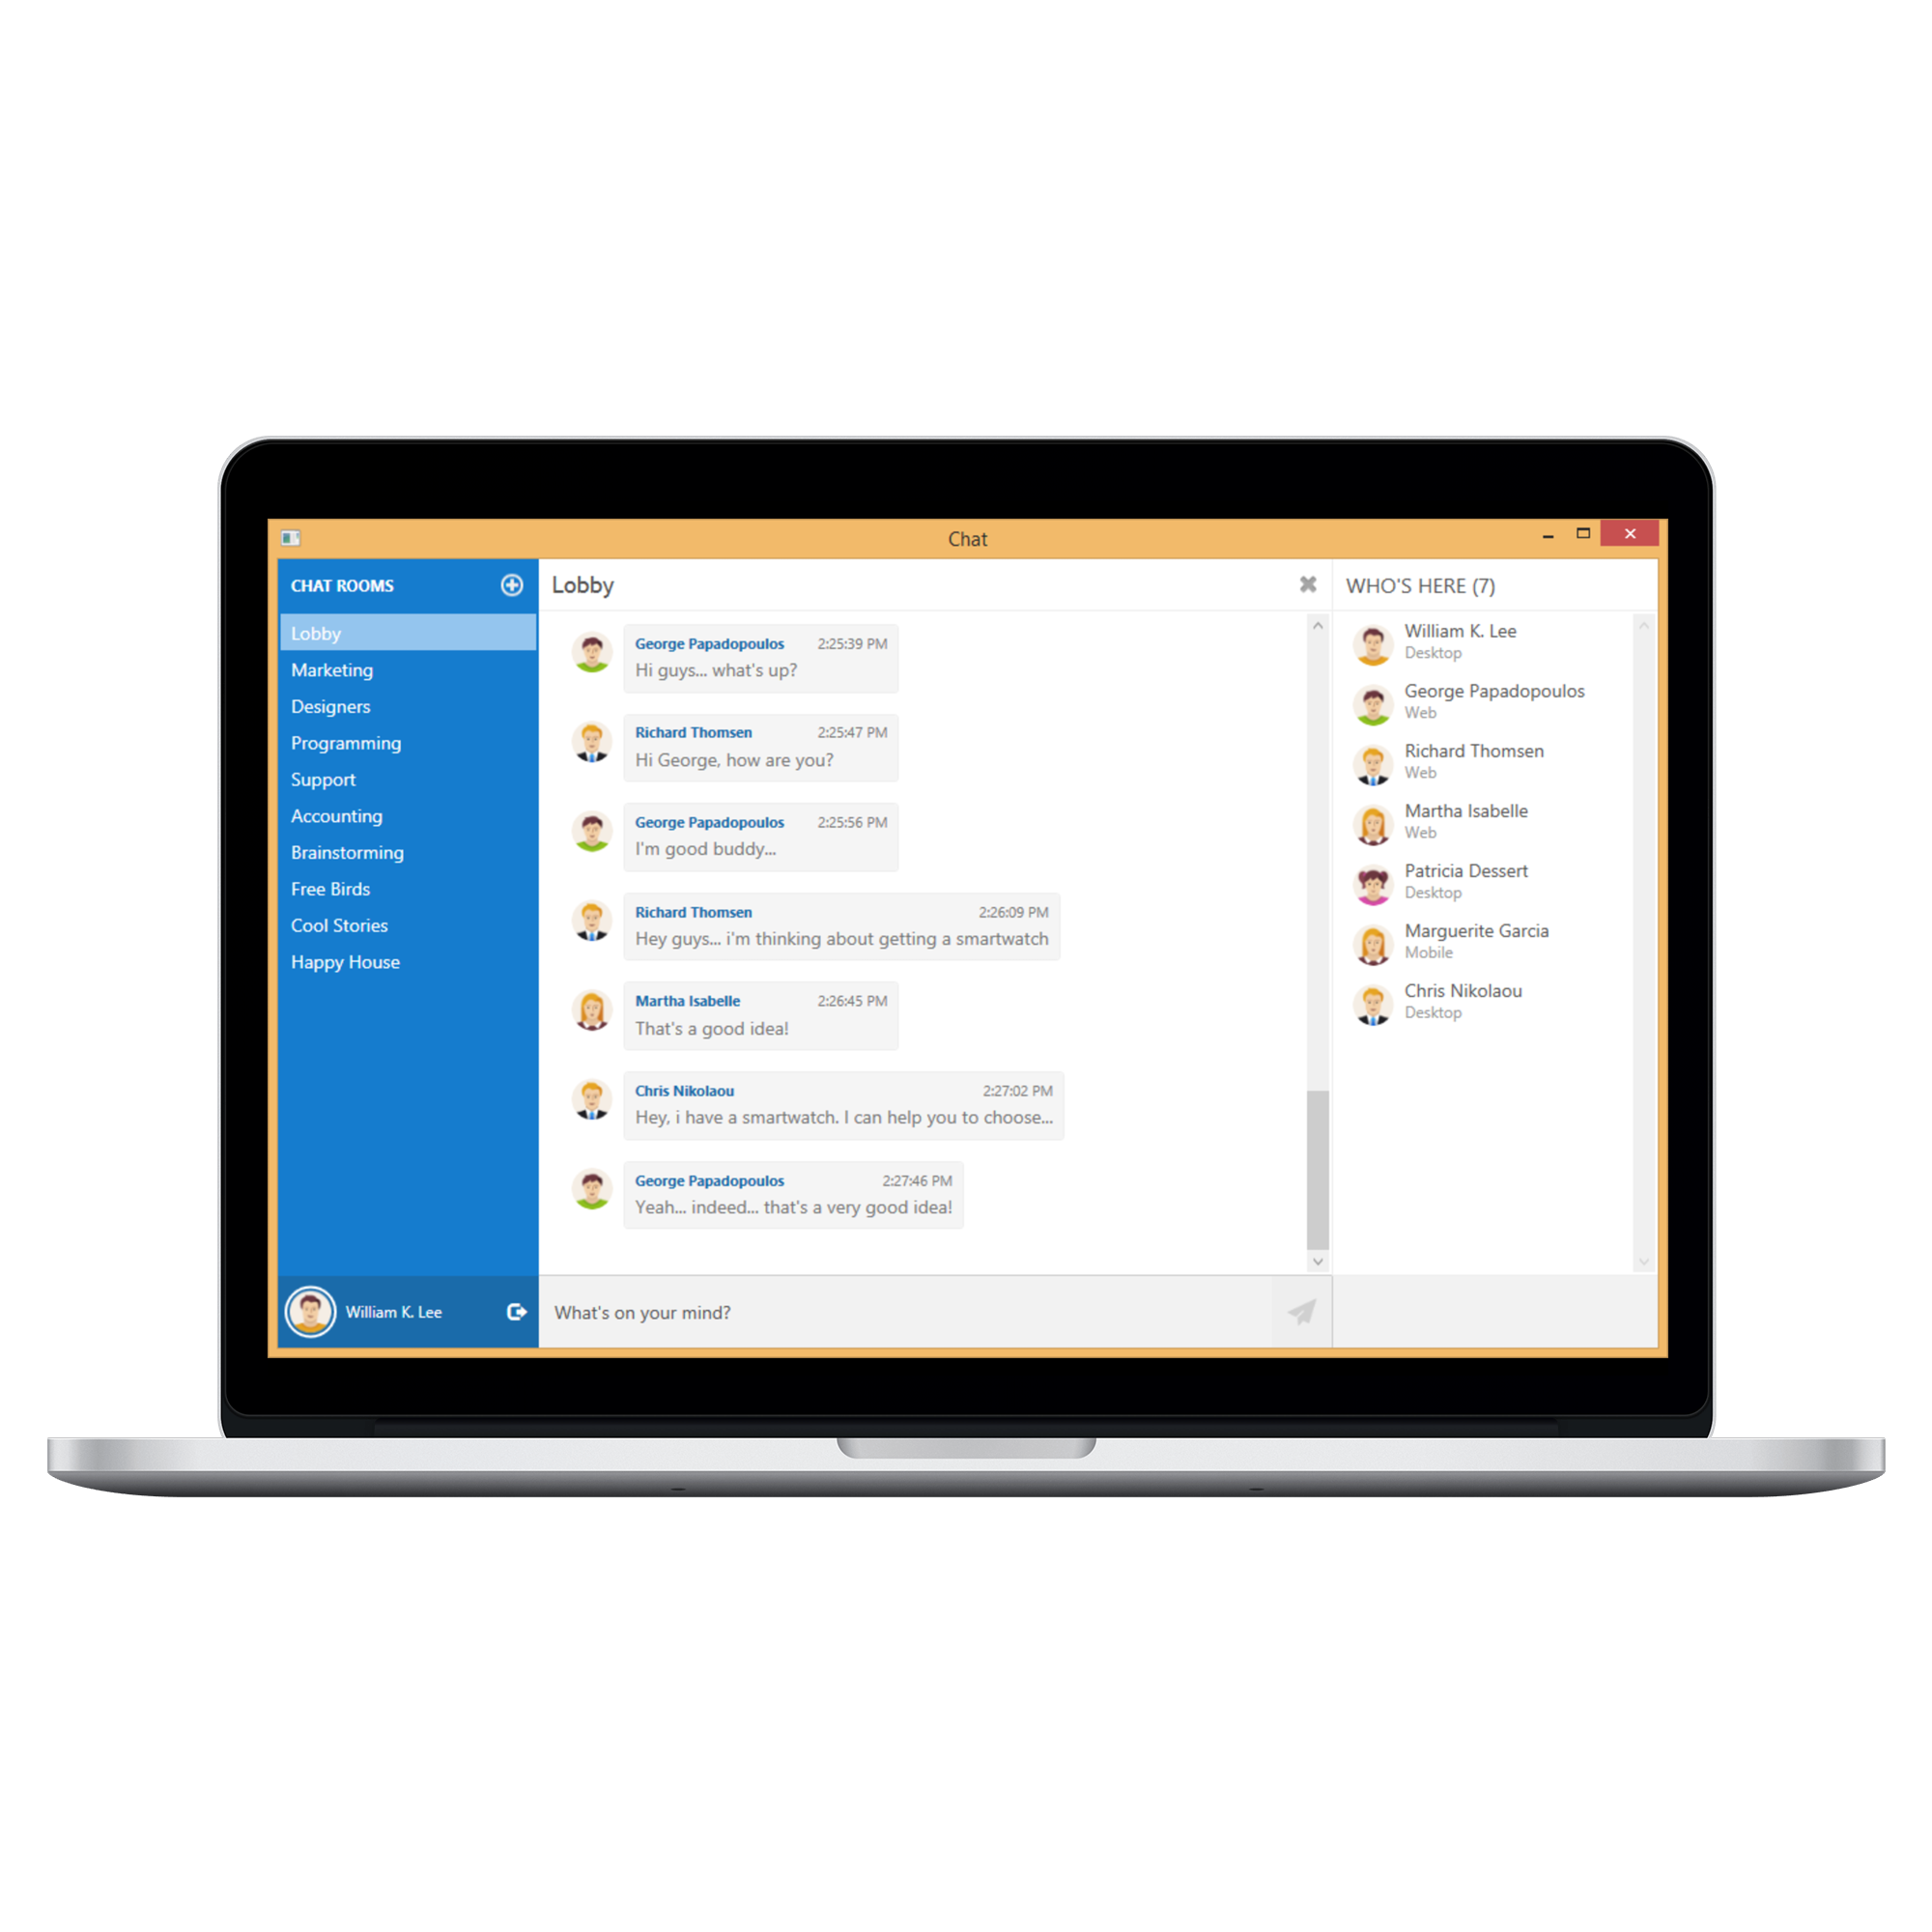 Chat
CHAT ROOMS
Lobby
Marketing
Designers
Programming
Support
Accounting
Brainstorming
Free Birds
Cool Stories
Happy House
William K. Lee
Lobby
George Papadopoulos 2:25:39 PM
Hi guys... what's up?
Richard Thomsen 2:25:47 PM
Hi George, how are you?
George Papadopoulos 2:25:56 PM
I'm good buddy...
Richard Thomsen 2:26:09 PM
Hey guys... i'm thinking about getting a smartwatch
Martha Isabelle 2:26:45 PM
That's a good idea!
Chris Nikolaou 2:27:02 PM
Hey, i have a smartwatch. I can help you to choose...
George Papadopoulos 2:27:46 PM
Yeah... indeed... that's a very good idea!
What's on your mind?
WHO'S HERE (7)
William K. Lee
Desktop
George Papadopoulos
Web
Richard Thomsen
Web
Martha Isabelle
Web
Patricia Dessert
Desktop
Marguerite Garcia
Mobile
Chris Nikolaou
Desktop